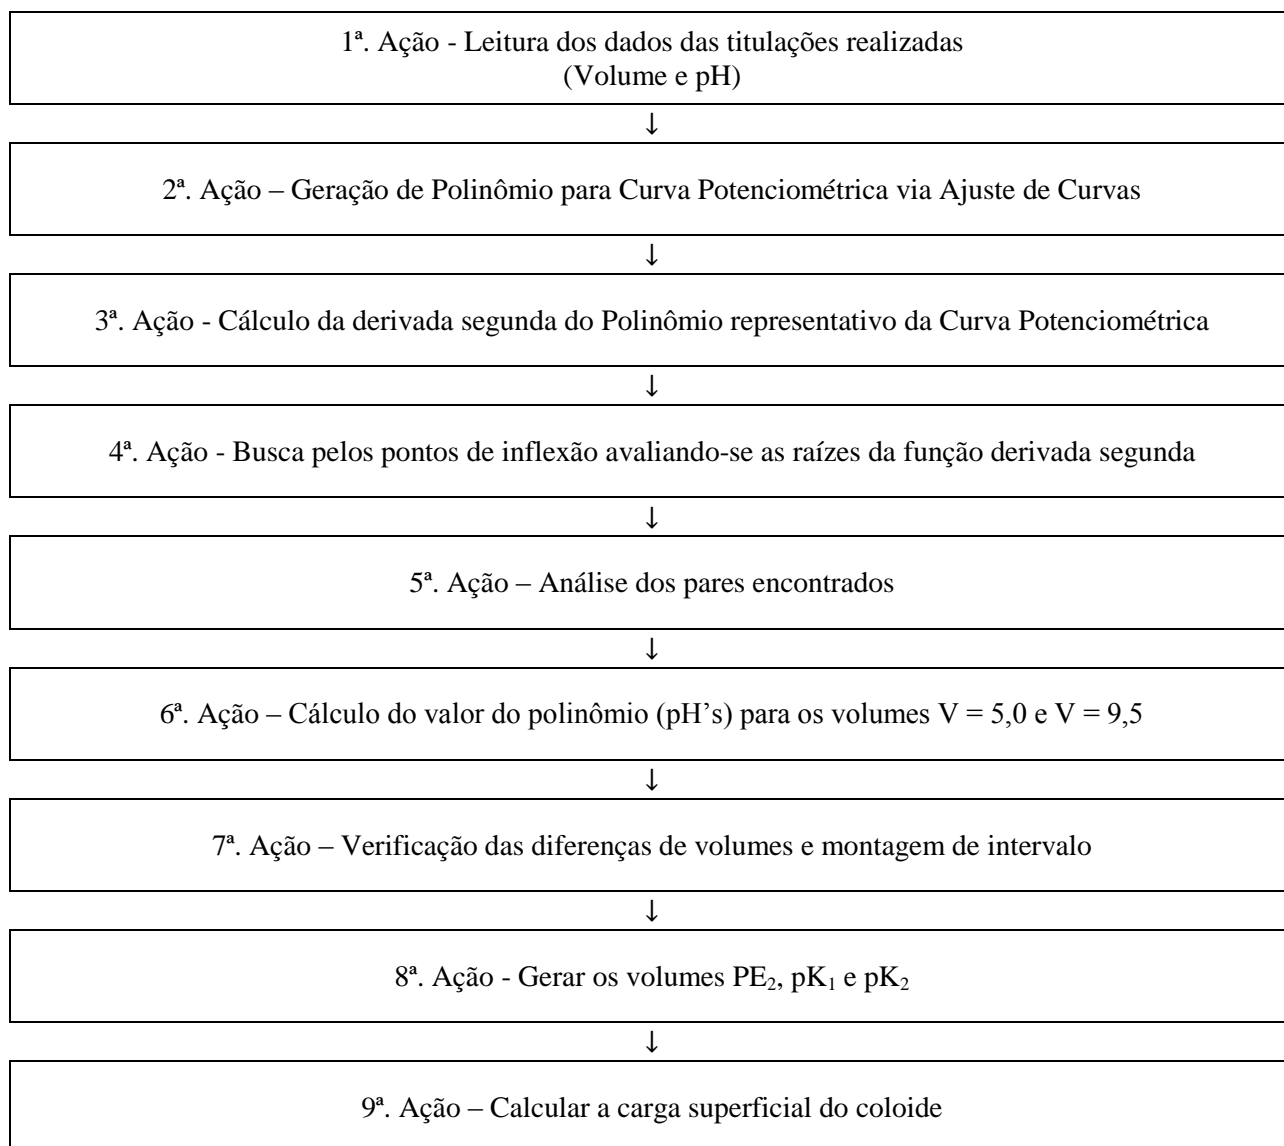 1ª. Ação - Leitura dos dados das titulações realizadas
(Volume e pH)
↓
2ª. Ação – Geração de Polinômio para Curva Potenciométrica via Ajuste de Curvas
↓
3ª. Ação - Cálculo da derivada segunda do Polinômio representativo da Curva Potenciométrica
↓
4ª. Ação - Busca pelos pontos de inflexão avaliando-se as raízes da função derivada segunda
↓
5ª. Ação – Análise dos pares encontrados
↓
6ª. Ação – Cálculo do valor do polinômio (pH’s) para os volumes V = 5,0 e V = 9,5
↓
7ª. Ação – Verificação das diferenças de volumes e montagem de intervalo
↓
8ª. Ação - Gerar os volumes PE₂, pK₁ e pK₂
↓
9ª. Ação – Calcular a carga superficial do coloide